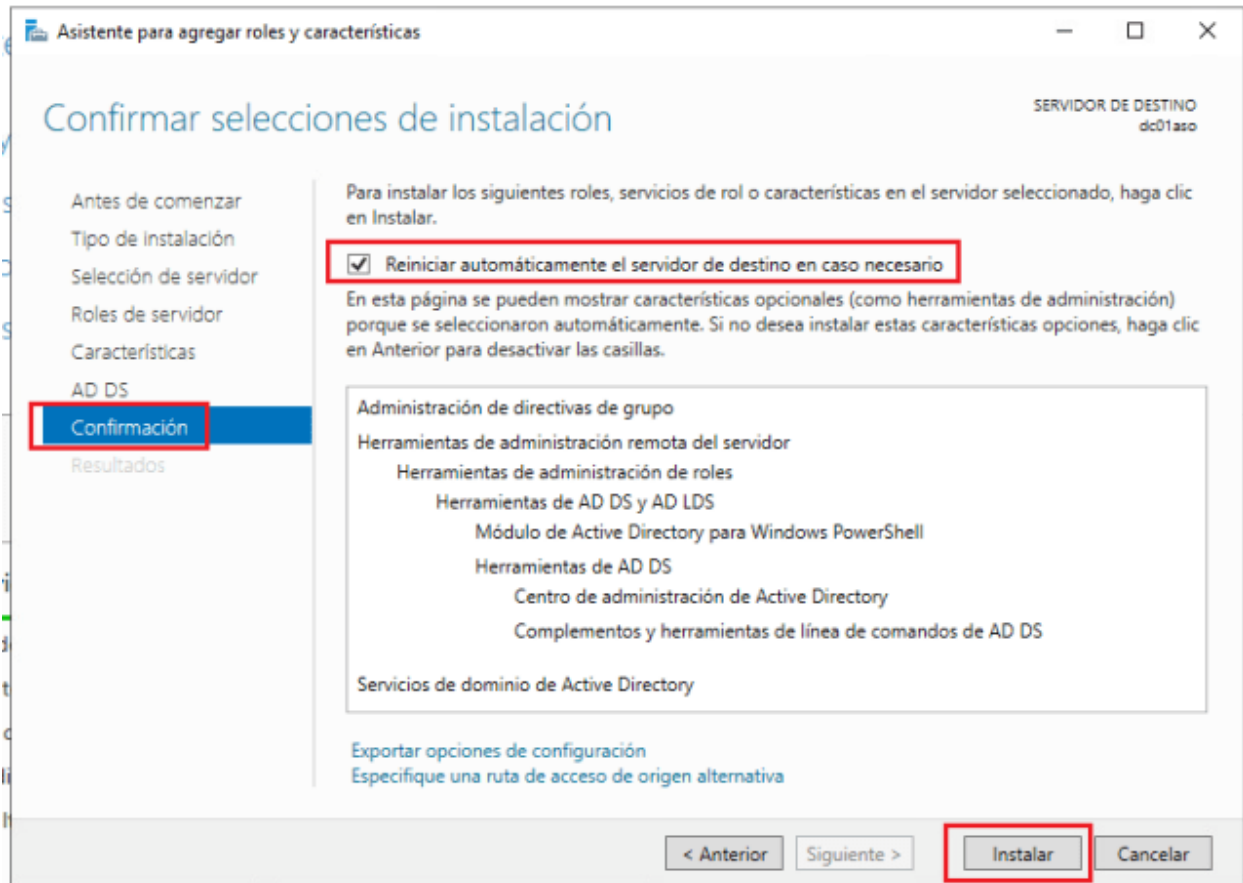 Asistente para agregar roles y características
Confirmar selecciones de instalación
SERVIDOR DE DESTINO
dc01aso
Antes de comenzar
Tipo de instalación
Selección de servidor
Roles de servidor
Características
AD DS
Confirmación
Resultados
Para instalar los siguientes roles, servicios de rol o características en el servidor seleccionado, haga clic
en Instalar.
Reiniciar automáticamente el servidor de destino en caso necesario
En esta página se pueden mostrar características opcionales (como herramientas de administración)
porque se seleccionaron automáticamente. Si no desea instalar estas características opciones, haga clic
en Anterior para desactivar las casillas.
Administración de directivas de grupo
Herramientas de administración remota del servidor
Herramientas de administración de roles
Herramientas de AD DS y AD LDS
Módulo de Active Directory para Windows PowerShell
Herramientas de AD DS
Centro de administración de Active Directory
Complementos y herramientas de línea de comandos de AD DS
Servicios de dominio de Active Directory
Exportar opciones de configuración
Especifique una ruta de acceso de origen alternativa
< Anterior
Siguiente >
Instalar
Cancelar